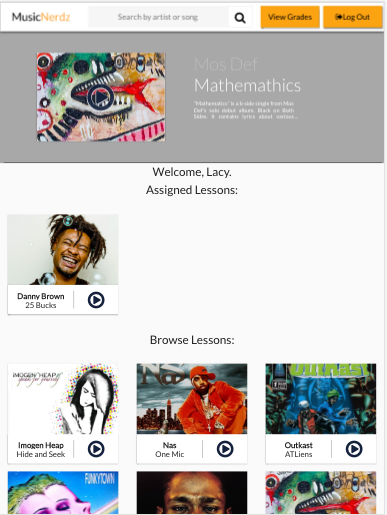 MusicNerdz
Search by artist or song
View Grades
Log Out
Mos Def
Mathemathics
"Mathematics" is a b-side single from Mos
Def's solo debut album, Black on Both
Sides. It contains lyrics about various...
Welcome, Lacy.
Assigned Lessons:
Danny Brown
25 Bucks
Browse Lessons:
IMOGEN HEAP
speak for yourself
Nas
OutKast
Imogen Heap
Hide and Seek
Nas
One Mic
Outkast
ATLiens
FUNKYTOWN